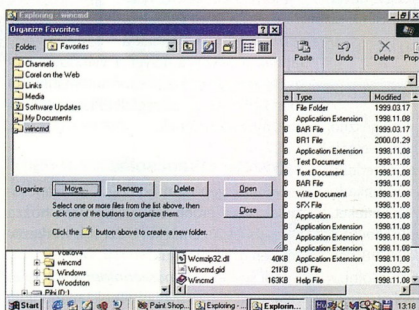 Exploring - wincmd
Organize Favorites
Folder: Favorites
Channels
Corel on the Web
Links
Media
Software Updates
My Documents
wincmd
Organize: Move... Rename Delete Open
Select one or more files from the list above, then
click one of the buttons to organize them.
Close
Click the button above to create a new folder.
Paste Undo Delete Prop
Type Modified
File Folder 1999.03.17
B Application Extension 1998.11.08
B BAR File 1999.03.17
B BR1 File 2000.01.29
B Application Extension 1998.11.08
B Text Document 1998.11.08
B Text Document 1998.11.08
B BAR File 1998.11.08
B Write Document 1998.11.08
B SFX File 1998.11.08
B Application 1998.11.08
B Application Extension 1998.11.08
B Help File 1998.11.08
B Application Extension 1998.11.08
wincmd
Windows
Woodston
Wcmzip32.dll 40KB Application Extension 1998.11.08
Wincmd.gid 21KB GID File 1999.03.26
Wincmd 163KB Help File 1998.11.08
Start Paint Shop... Exploring - ... Explorin... 13:18